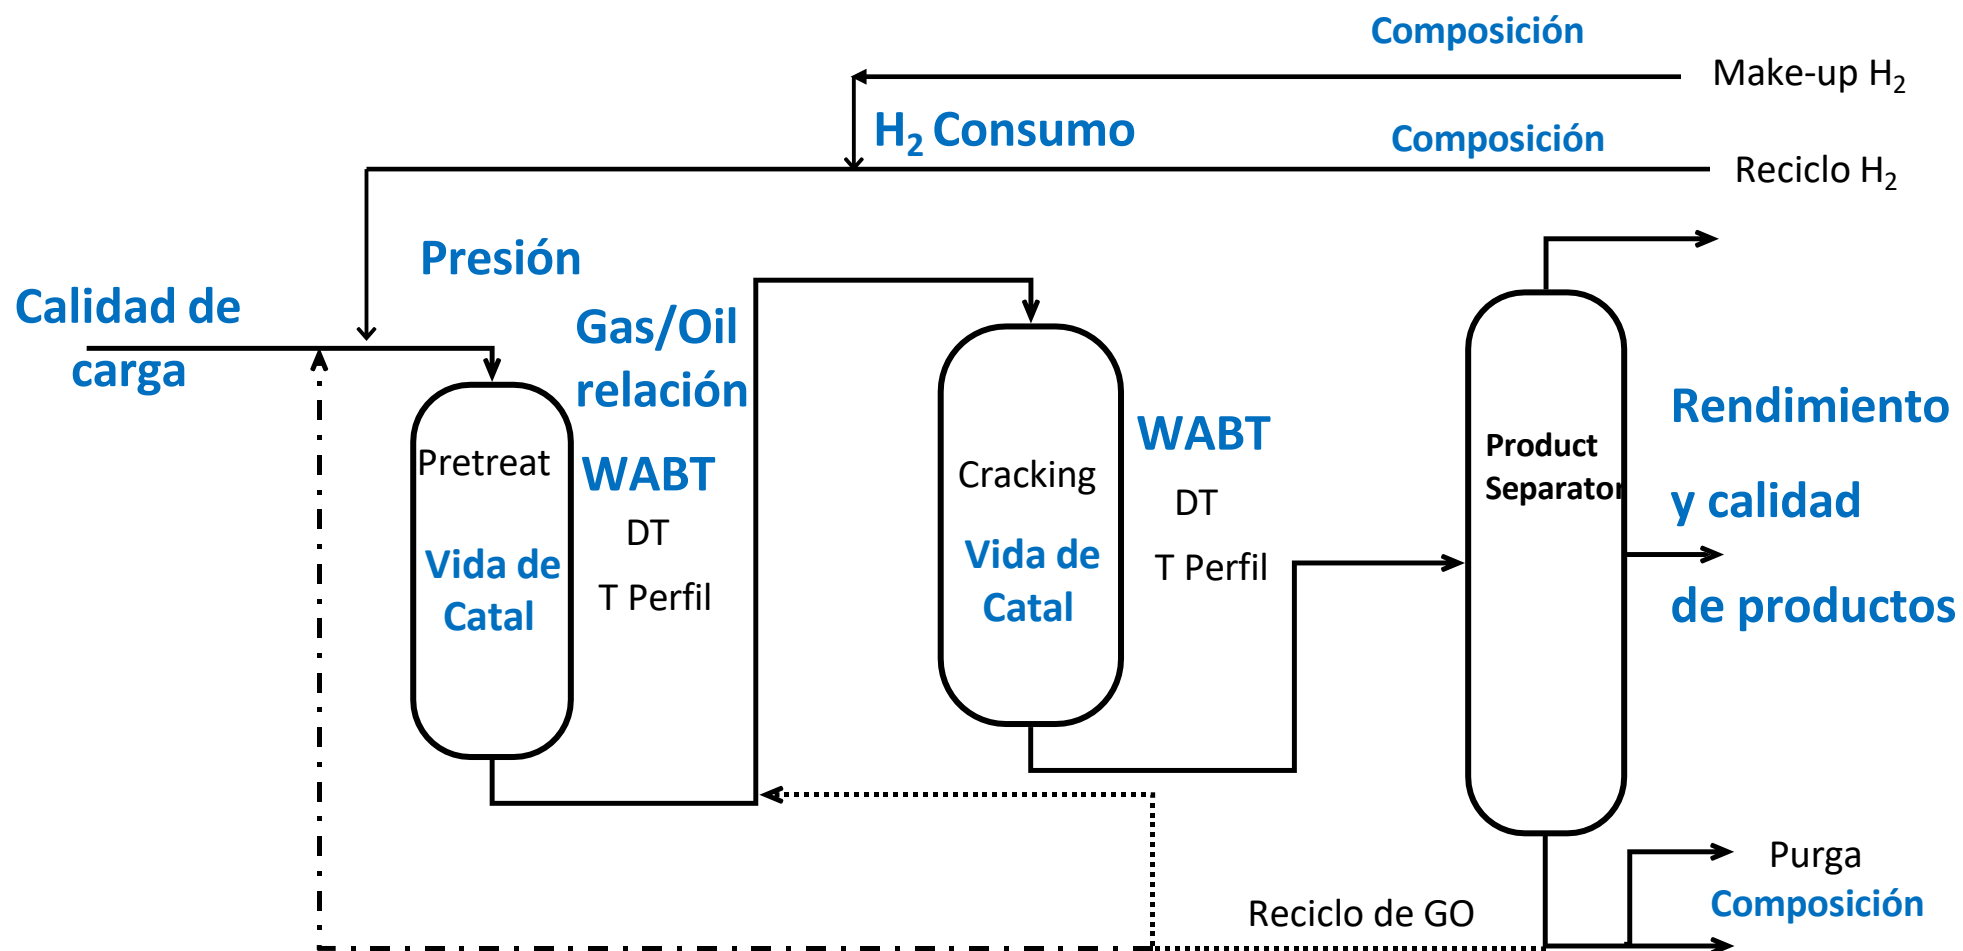 Composición
Make-up H₂
H₂ Consumo
Composición
Reciclo H₂
Presión
Calidad de
carga
Gas/Oil
relación
WABT
DT
T Perfil
Pretreat
Vida de
Catal
Cracking
Vida de
Catal
WABT
DT
T Perfil
Product
Separator
Rendimiento
y calidad
de productos
Purga
Composición
Reciclo de GO